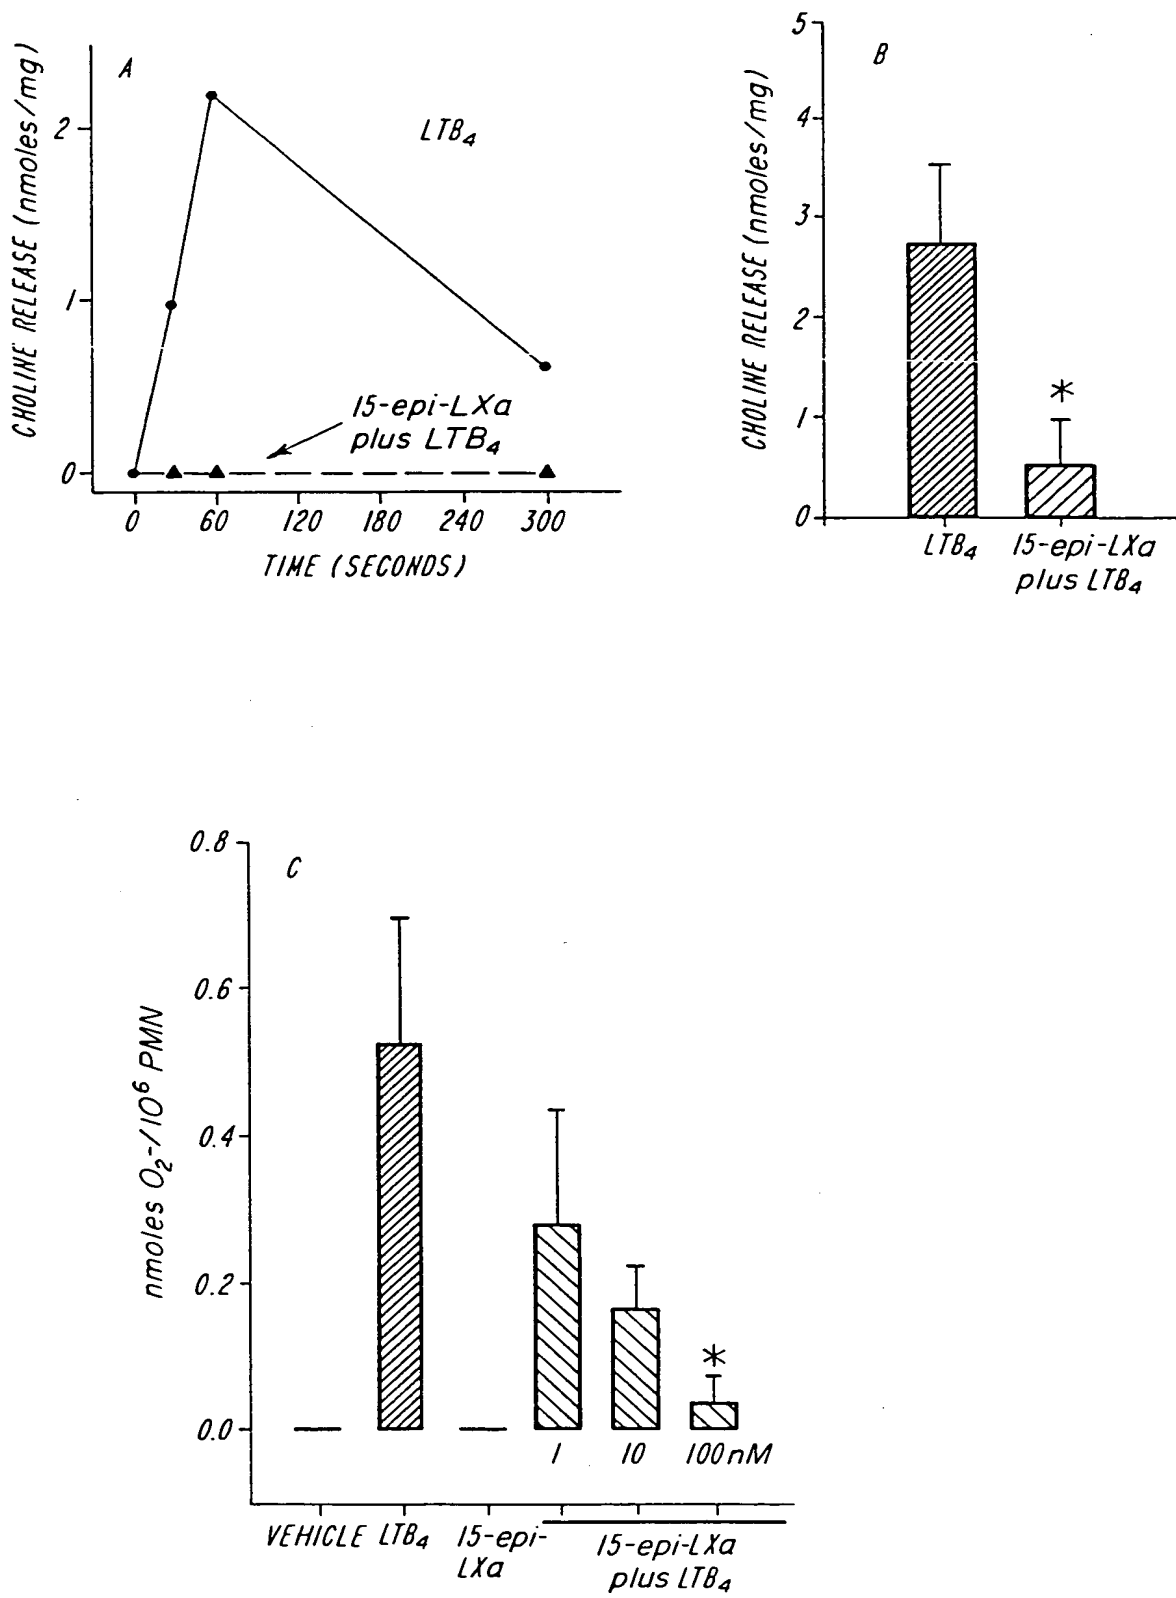 A
CHOLINE RELEASE (nmoles/mg)
2
1
0
LTB4
15-epi-LXa
plus LTB4
0 60 120 180 240 300
TIME (SECONDS)
B
CHOLINE RELEASE (nmoles/mg)
5
4
3
2
1
0
*
LTB4 15-epi-LXa
plus LTB4
C
nmoles O2-/10^6 PMN
0.8
0.6
0.4
0.2
0.0
*
1 10 100 nM
VEHICLE LTB4 15-epi-
LXa
15-epi-LXa
plus LTB4